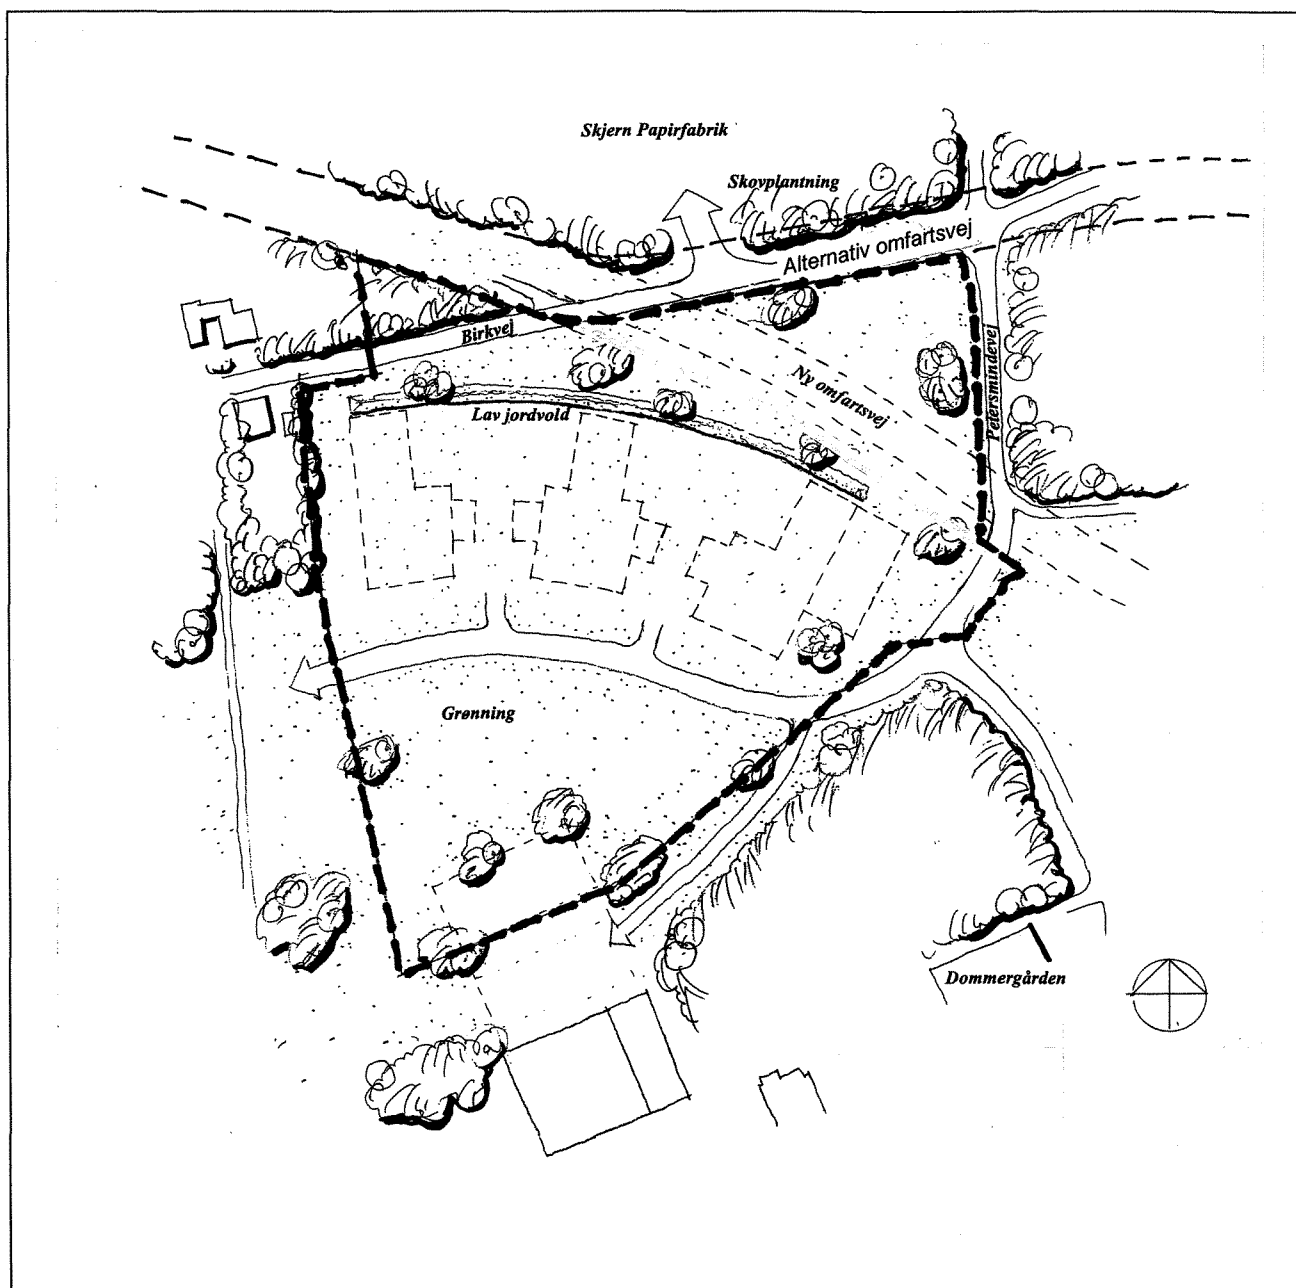 Skjern Papirfabrik
Skovplantning
Alternativ omfartsvej
Birkvej
Ny omfartsvej
Petersmindevej
Lav jordvold
Grønning
Dommergården